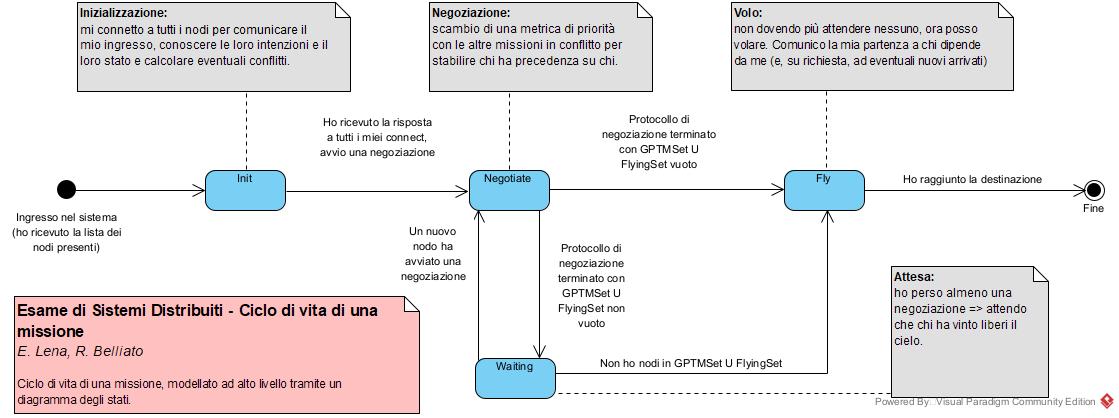 Inizializzazione:
mi connetto a tutti i nodi per comunicare il
mio ingresso, conoscere le loro intenzioni e il
loro stato e calcolare eventuali conflitti.
Negoziazione:
scambio di una metrica di priorità
con le altre missioni in conflitto per
stabilire chi ha precedenza su chi.
Volo:
non dovendo più attendere nessuno, ora posso
volare. Comunico la mia partenza a chi dipende
da me (e, su richiesta, ad eventuali nuovi arrivati)
Ho ricevuto la risposta
a tutti i miei connect,
avvio una negoziazione
Protocollo di
negoziazione terminato
con GPTMSet U
FlyingSet vuoto
Init
Negotiate
Fly
Ho raggiunto la destinazione
Fine
Ingresso nel sistema
(ho ricevuto la lista dei
nodi presenti)
Un nuovo
nodo ha
avviato una
negoziazione
Protocollo di
negoziazione
terminato con
GPTMSet U
FlyingSet non
vuoto
Attesa:
ho perso almeno una
negoziazione => attendo
che chi ha vinto liberi il
cielo.
Esame di Sistemi Distribuiti - Ciclo di vita di una
missione
E. Lena, R. Belliato
Ciclo di vita di una missione, modellato ad alto livello tramite un
diagramma degli stati.
Waiting
Non ho nodi in GPTMSet U FlyingSet
Powered By: Visual Paradigm Community Edition